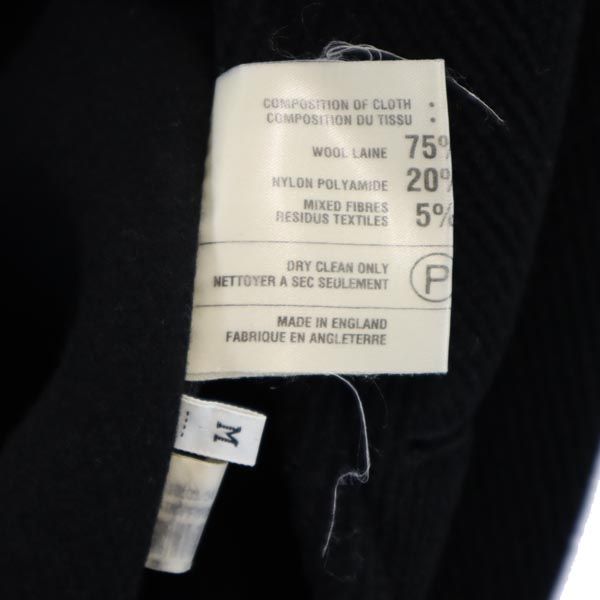 COMPOSITION OF CLOTH :
COMPOSITION DU TISSU :
WOOL LAINE 75%
NYLON POLYAMIDE 20%
MIXED FIBRES
RESIDUS TEXTILES 5%
DRY CLEAN ONLY
NETTOYER A SEC SEULEMENT
P
MADE IN ENGLAND
FABRIQUE EN ANGLETERRE
M